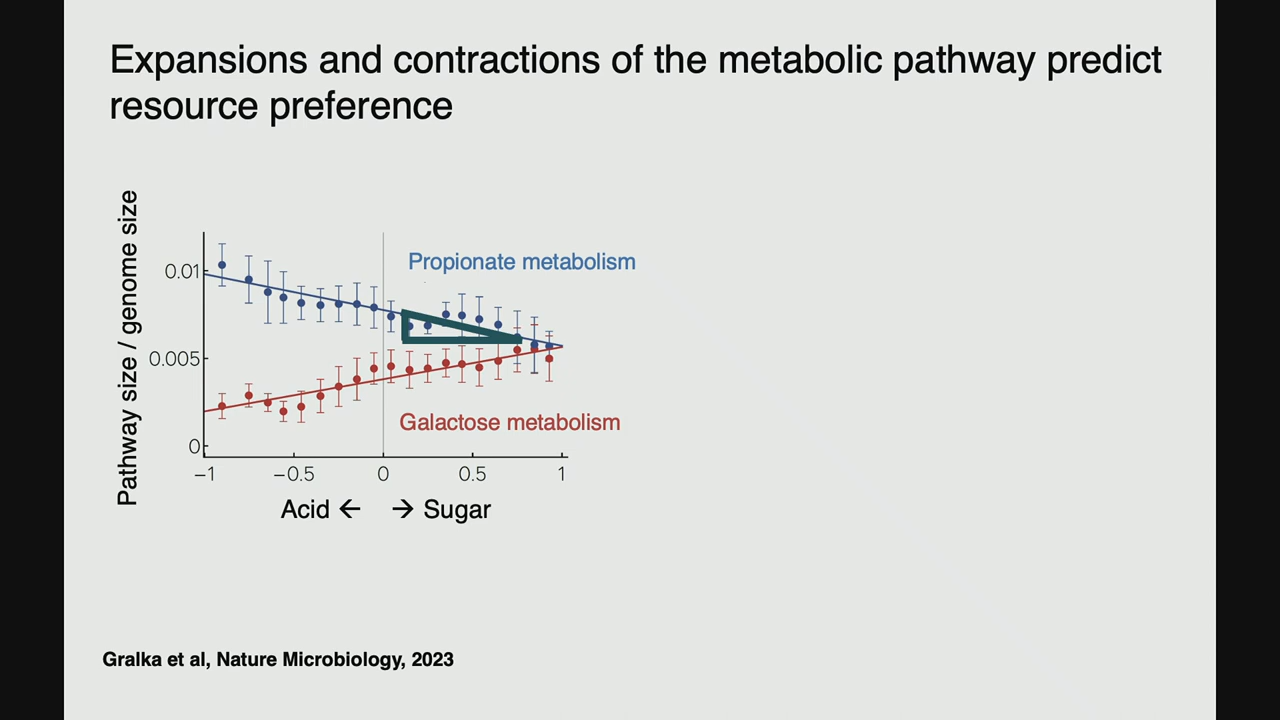 Expansions and contractions of the metabolic pathway predict
resource preference
Pathway size / genome size
0.01
0.005
0
Propionate metabolism
Galactose metabolism
−1
−0.5
0
0.5
1
Acid ← → Sugar
Gralka et al, Nature Microbiology, 2023